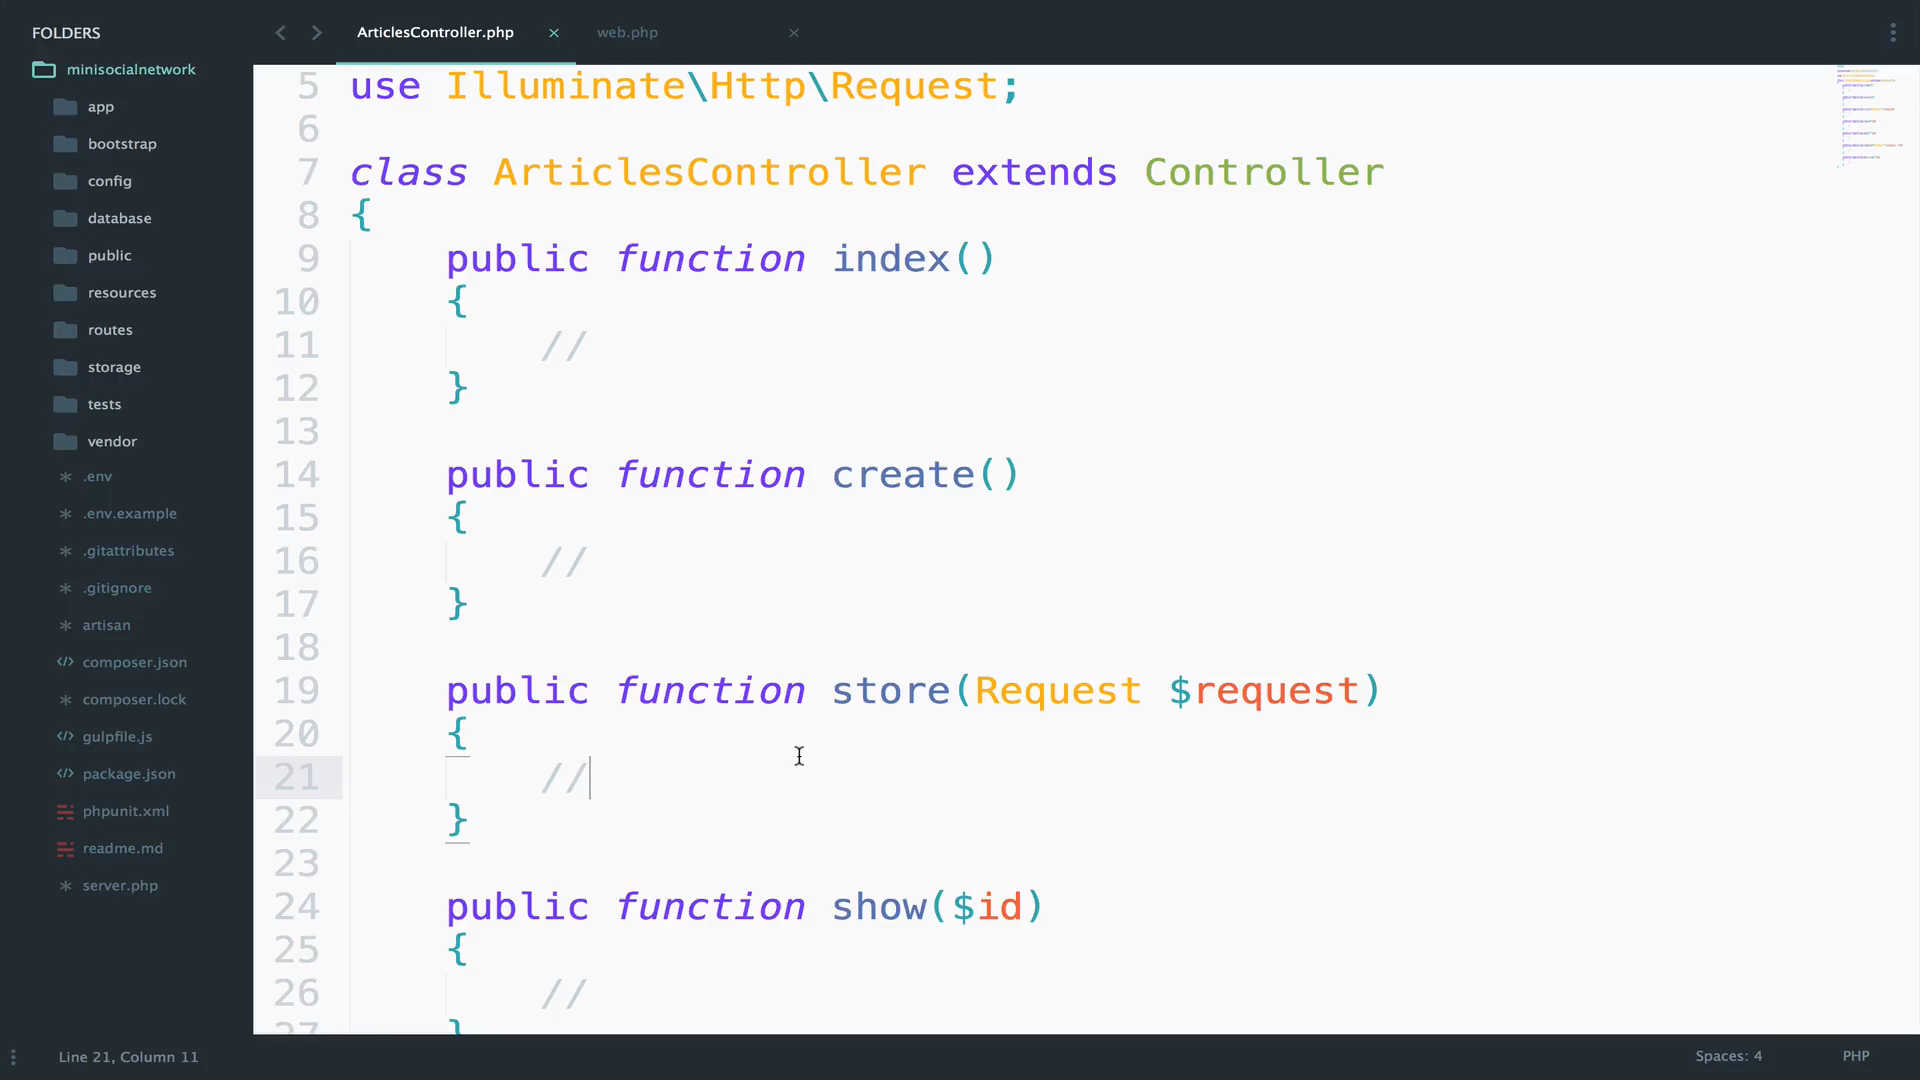 FOLDERS
minisocialnetwork
app
bootstrap
config
database
public
resources
routes
storage
tests
vendor
.env
.env.example
.gitattributes
.gitignore
artisan
composer.json
composer.lock
gulpfile.js
package.json
phpunit.xml
readme.md
server.php
ArticlesController.php
web.php
5 use Illuminate\Http\Request;
6
7 class ArticlesController extends Controller
8 {
9 public function index()
10 {
11 //
12 }
13
14 public function create()
15 {
16 //
17 }
18
19 public function store(Request $request)
20 {
21 //
22 }
23
24 public function show($id)
25 {
26 //
27 }
Line 21, Column 11
Spaces: 4
PHP